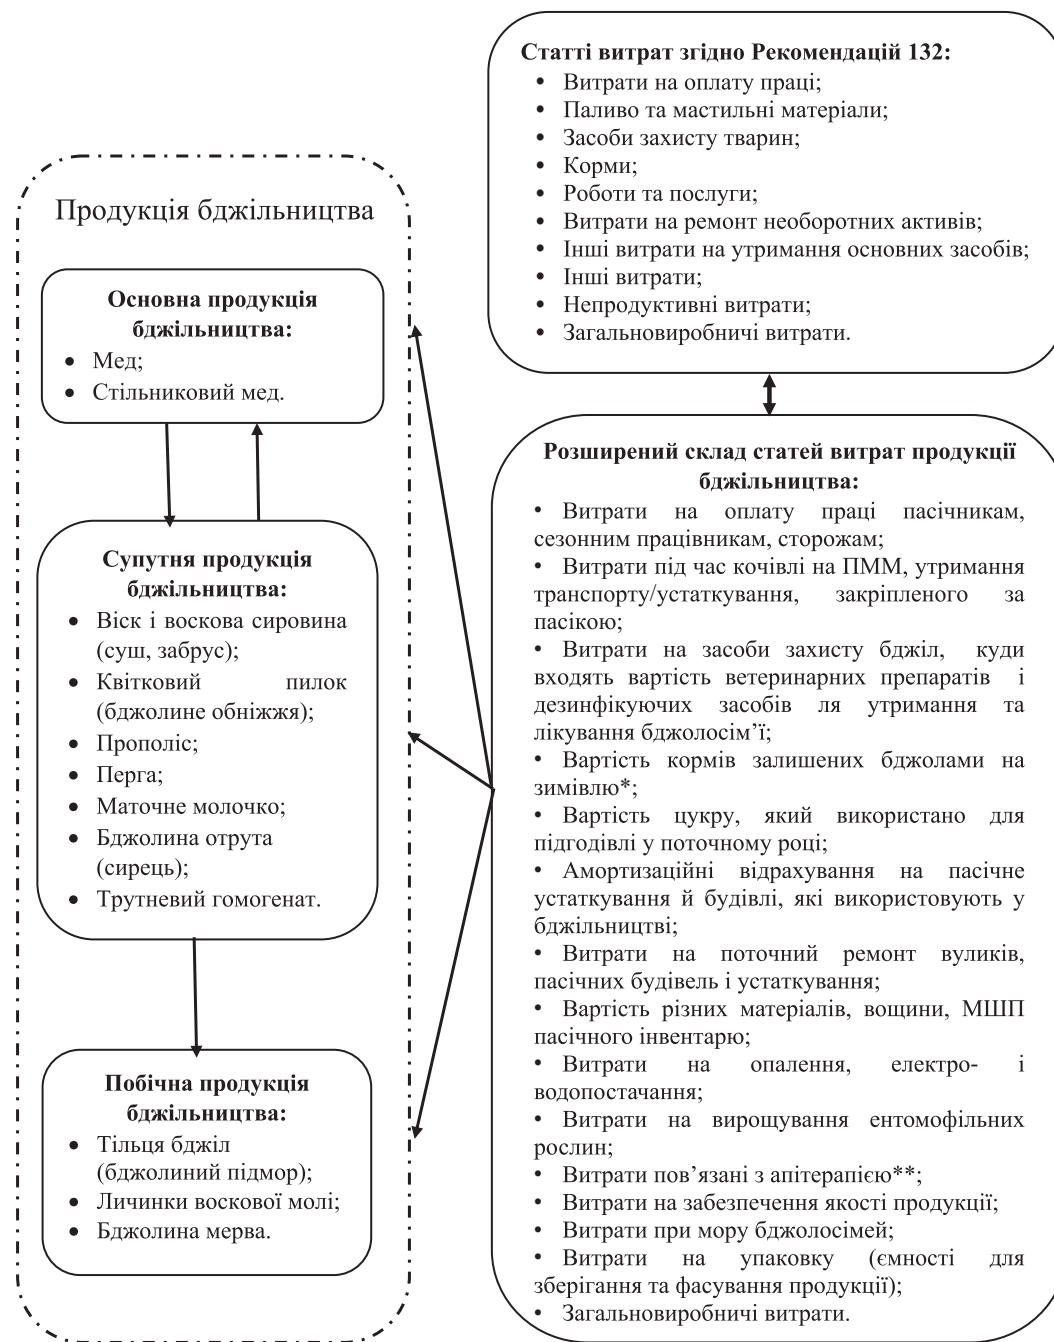 Статті витрат згідно Рекомендацій 132:
• Витрати на оплату праці;
• Паливо та мастильні матеріали;
• Засоби захисту тварин;
• Корми;
• Роботи та послуги;
• Витрати на ремонт необоротних активів;
• Інші витрати на утримання основних засобів;
• Інші витрати;
• Непродуктивні витрати;
• Загальновиробничі витрати.
Продукція бджільництва
Основна продукція
бджільництва:
• Мед;
• Стільниковий мед.
Супутня продукція
бджільництва:
• Віск і воскова сировина
(суш, забрус);
• Квітковий пилок
(бджолине обніжжя);
• Прополіс;
• Перга;
• Маточне молочко;
• Бджолина отрута
(сирець);
• Трутневий гомогенат.
Побічна продукція
бджільництва:
• Тільця бджіл
(бджолиний підмор);
• Личинки воскової молі;
• Бджолина мерва.
Розширений склад статей витрат продукції
бджільництва:
• Витрати на оплату праці пасічникам,
сезонним працівникам, сторожам;
• Витрати під час кочівлі на ПММ, утримання
транспорту/устаткування, закріпленого за
пасікою;
• Витрати на засоби захисту бджіл, куди
входять вартість ветеринарних препаратів і
дезинфікуючих засобів ля утримання та
лікування бджолосім’ї;
• Вартість кормів залишених бджолами на
зимівлю*;
• Вартість цукру, який використано для
підгодівлі у поточному році;
• Амортизаційні відрахування на пасічне
устаткування й будівлі, які використовують у
бджільництві;
• Витрати на поточний ремонт вуликів,
пасічних будівель і устаткування;
• Вартість різних матеріалів, вощини, МШП
пасічного інвентарю;
• Витрати на опалення, електро- і
водопостачання;
• Витрати на вирощування ентомофільних
рослин;
• Витрати пов’язані з апітерапією**;
• Витрати на забезпечення якості продукції;
• Витрати при мору бджолосімей;
• Витрати на упаковку (ємності для
зберігання та фасування продукції);
• Загальновиробничі витрати.